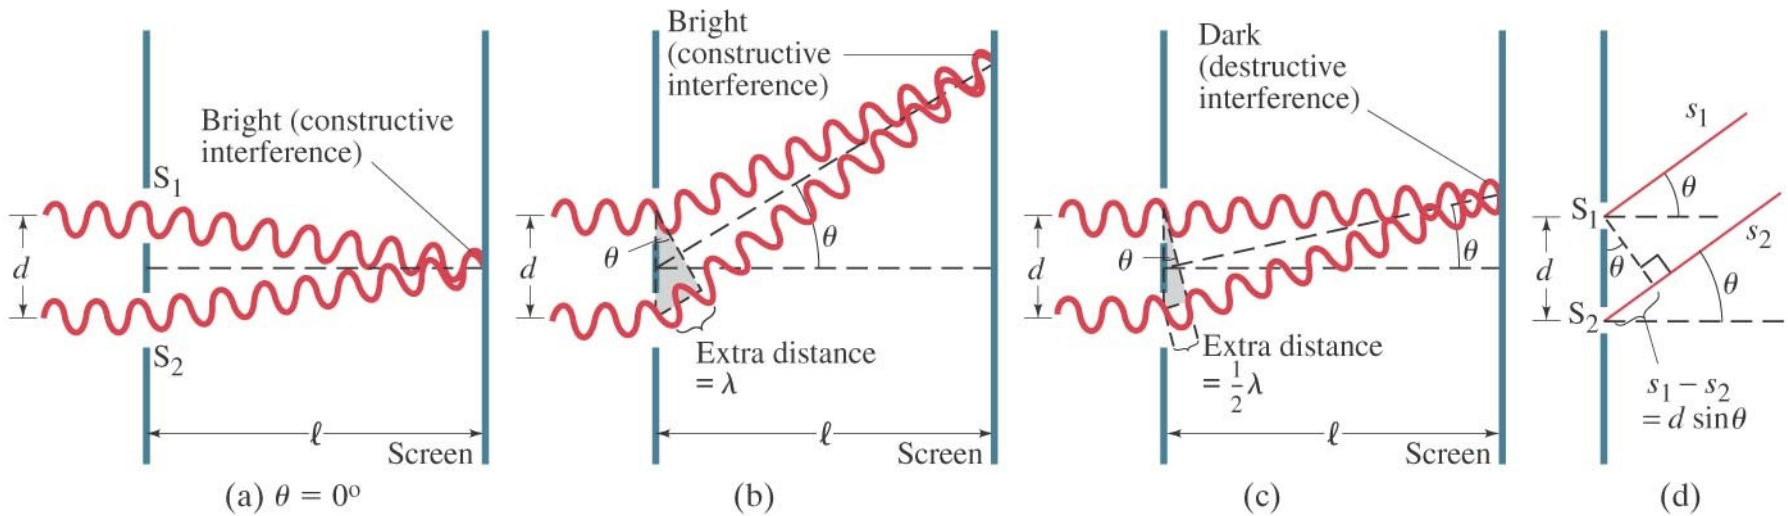 Bright (constructive
interference)
S₁
d
S₂
ℓ
Screen
(a) θ = 0°
Bright
(constructive
interference)
d
θ
θ
Extra distance
= λ
ℓ
Screen
(b)
Dark
(destructive
interference)
d
θ
θ
Extra distance
= ½λ
ℓ
Screen
(c)
s₁
θ
S₁
s₂
d
θ
θ
S₂
s₁ − s₂
= d sinθ
(d)